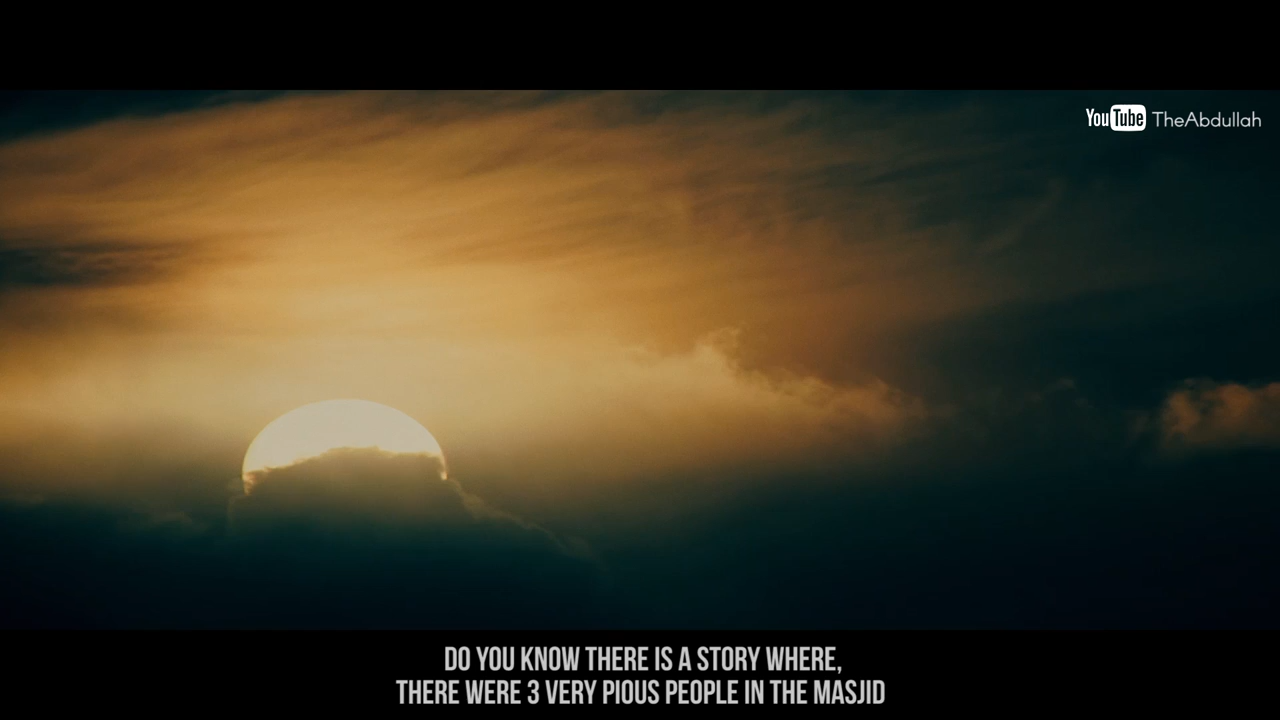 YouTube TheAbdullah
DO YOU KNOW THERE IS A STORY WHERE,
THERE WERE 3 VERY PIOUS PEOPLE IN THE MASJID